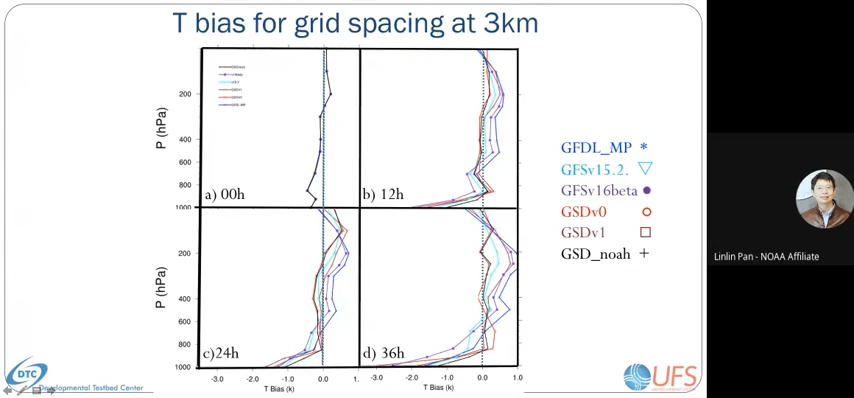 T bias for grid spacing at 3km
P (hPa)
200
400
600
800
1000
a) 00h
b) 12h
GFDL_MP *
GFSv15.2. ▽
GFSv16beta ●
GSDv0 ○
GSDv1 □
GSD_noah +
Linlin Pan - NOAA Affiliate
P (hPa)
200
400
600
800
1000
c)24h
d) 36h
-3.0 -2.0 -1.0 0.0 1. -3.0 -2.0 -1.0 0.0 1.0
T Bias (k) T Bias (k)
DTC
Developmental Testbed Center
UFS